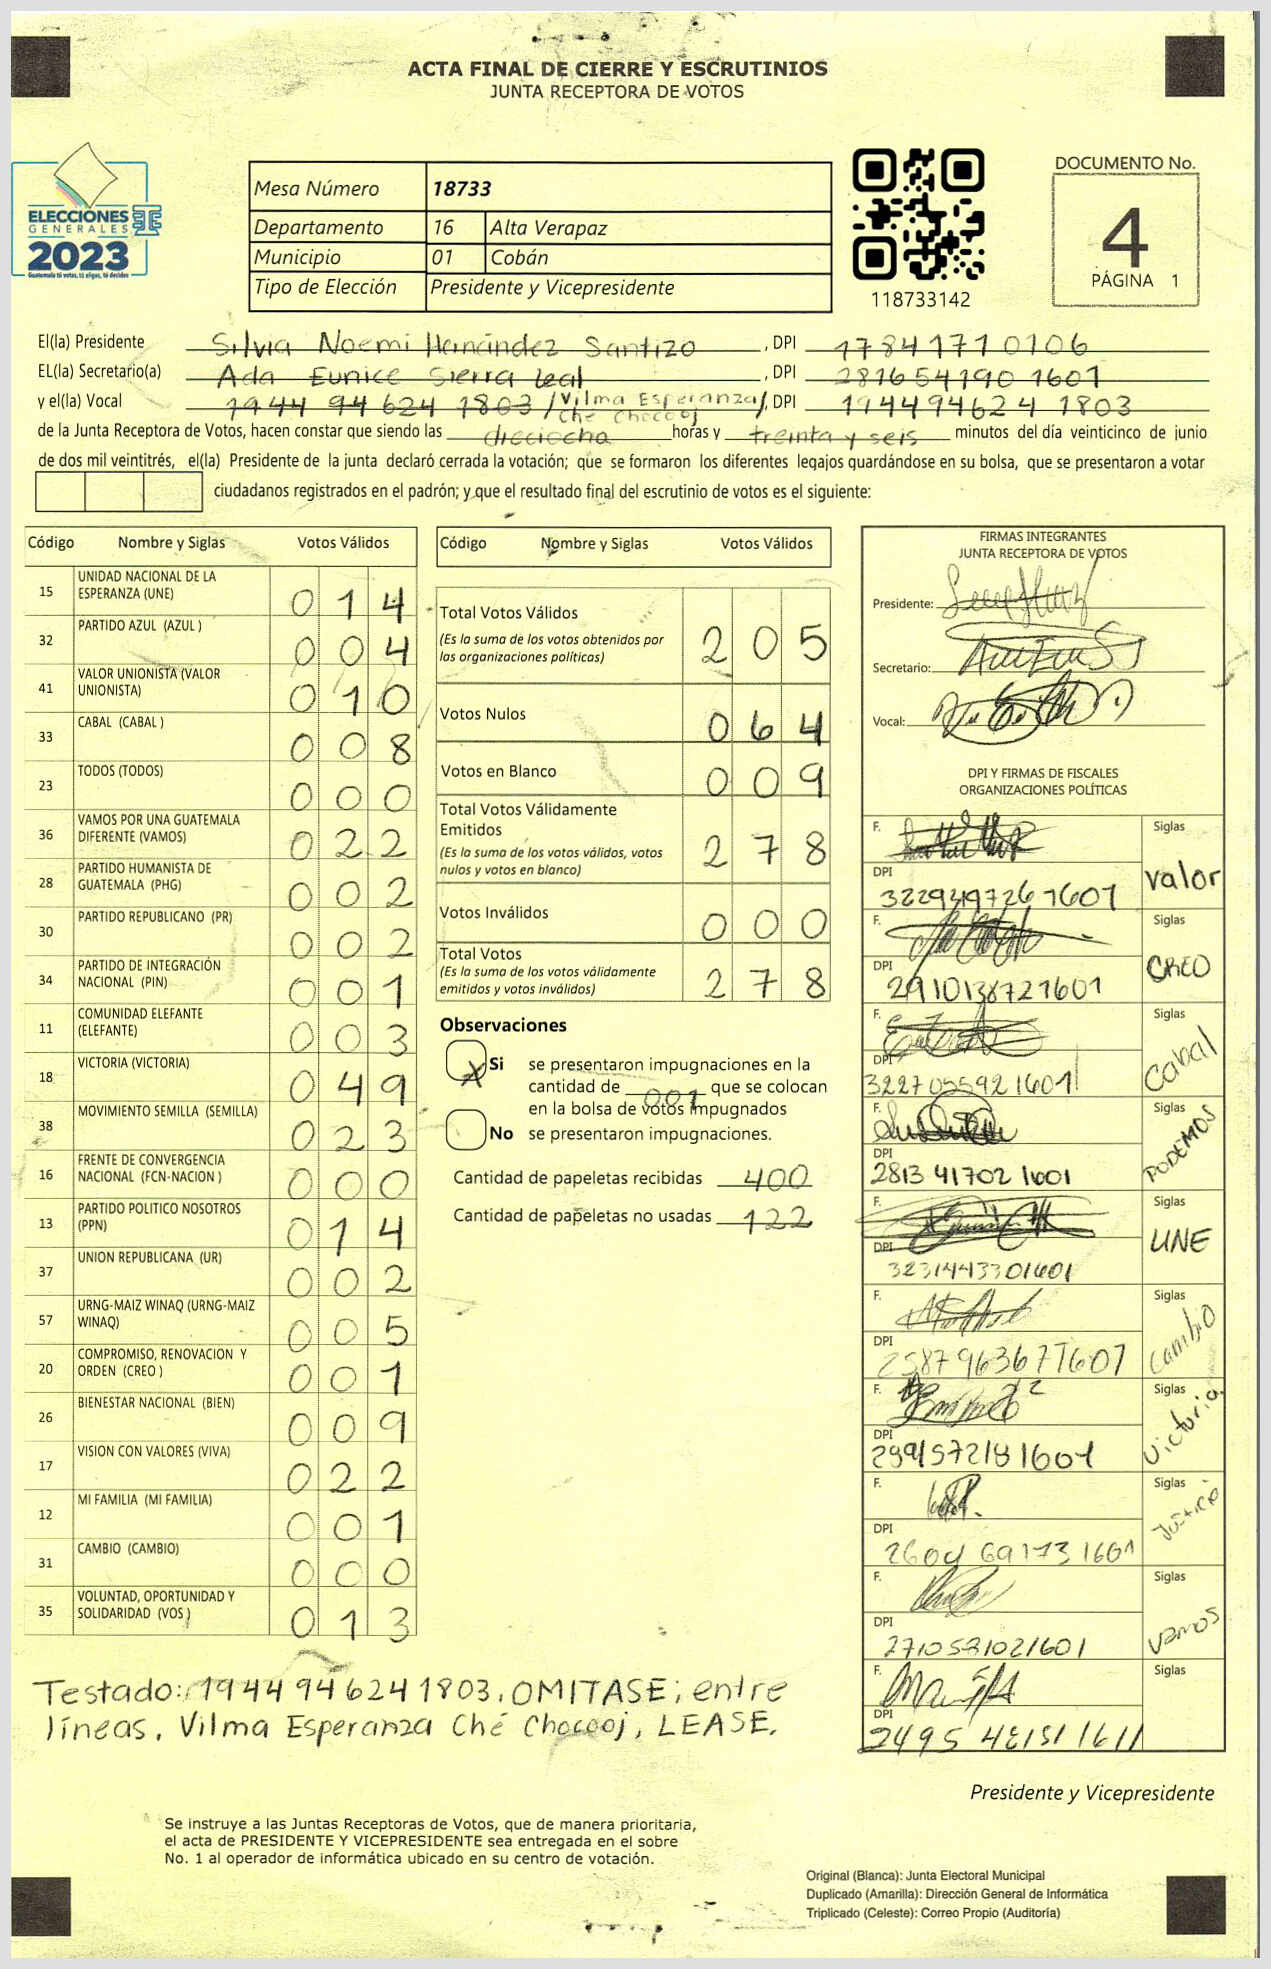 ACTA FINAL DE CIERRE Y ESCRUTINIOS
JUNTA RECEPTORA DE VOTOS
ELECCIONES
GENERALES
2023
Guatemala tú votas, tú eliges, tú decides
Mesa Número 18733
Departamento 16 Alta Verapaz
Municipio 01 Cobán
Tipo de Elección Presidente y Vicepresidente
118733142
DOCUMENTO No.
4
PÁGINA 1
El(la) Presidente Silvia Noemi Hernández Santizo, DPI 1784171010106
EL(la) Secretario(a) Ada Eunice Sierra Leal, DPI 2816541901601
y el(la) Vocal 1944 94624 1803 /Vilma Esperanza Ché Chocooj/, DPI 194494624 1803
de la Junta Receptora de Votos, hacen constar que siendo las dieciocho horas y treinta y seis minutos del día veinticinco de junio
de dos mil veintitrés, el(la) Presidente de la junta declaró cerrada la votación; que se formaron los diferentes legajos guardándose en su bolsa, que se presentaron a votar
ciudadanos registrados en el padrón; y que el resultado final del escrutinio de votos es el siguiente:
Código Nombre y Siglas Votos Válidos
15 UNIDAD NACIONAL DE LA ESPERANZA (UNE) 014
32 PARTIDO AZUL (AZUL ) 004
41 VALOR UNIONISTA (VALOR UNIONISTA) 010
33 CABAL (CABAL ) 008
23 TODOS (TODOS) 000
36 VAMOS POR UNA GUATEMALA DIFERENTE (VAMOS) 022
28 PARTIDO HUMANISTA DE GUATEMALA (PHG) 002
30 PARTIDO REPUBLICANO (PR) 002
34 PARTIDO DE INTEGRACIÓN NACIONAL (PIN) 001
11 COMUNIDAD ELEFANTE (ELEFANTE) 003
18 VICTORIA (VICTORIA) 049
38 MOVIMIENTO SEMILLA (SEMILLA) 023
16 FRENTE DE CONVERGENCIA NACIONAL (FCN-NACION ) 000
13 PARTIDO POLITICO NOSOTROS (PPN) 014
37 UNION REPUBLICANA (UR) 002
57 URNG-MAIZ WINAQ (URNG-MAIZ WINAQ) 005
20 COMPROMISO, RENOVACION Y ORDEN (CREO ) 001
26 BIENESTAR NACIONAL (BIEN) 009
17 VISION CON VALORES (VIVA) 022
12 MI FAMILIA (MI FAMILIA) 001
31 CAMBIO (CAMBIO) 000
35 VOLUNTAD, OPORTUNIDAD Y SOLIDARIDAD (VOS ) 013
Código Nombre y Siglas Votos Válidos
Total Votos Válidos 205
(Es la suma de los votos obtenidos por
las organizaciones políticas)
Votos Nulos 064
Votos en Blanco 009
Total Votos Válidamente
Emitidos 278
(Es la suma de los votos válidos, votos
nulos y votos en blanco)
Votos Inválidos 000
Total Votos 278
(Es la suma de los votos válidamente
emitidos y votos inválidos)
Observaciones
X Si se presentaron impugnaciones en la
cantidad de 001 que se colocan
en la bolsa de votos impugnados
No se presentaron impugnaciones.
Cantidad de papeletas recibidas 400
Cantidad de papeletas no usadas 122
FIRMAS INTEGRANTES
JUNTA RECEPTORA DE VOTOS
Presidente:
Secretario:
Vocal:
DPI Y FIRMAS DE FISCALES
ORGANIZACIONES POLÍTICAS
F. Siglas
DPI Valor
F. Siglas
DPI 2910138721601 CREO
F. Siglas
DPI 3227055921601 Cabal
F. Siglas
DPI 2813 41702 1601 PODEMOS
F. Siglas
DPI 3231443301601 UNE
F. Siglas
DPI 2587963677607 Cambio
F. Siglas
DPI 2991572181601 Victoria
F. Siglas
DPI 2604 69173 1601 Justicia
F. Siglas
DPI 2710581021601 Vamos
F. Siglas
DPI
Testado: 1944 94624 1803, OMITASE; entre
líneas, Vilma Esperanza Ché Chocooj, LEASE.
Presidente y Vicepresidente
Se instruye a las Juntas Receptoras de Votos, que de manera prioritaria,
el acta de PRESIDENTE Y VICEPRESIDENTE sea entregada en el sobre
No. 1 al operador de informática ubicado en su centro de votación.
Original (Blanca): Junta Electoral Municipal
Duplicado (Amarilla): Dirección General de Informática
Triplicado (Celeste): Correo Propio (Auditoría)